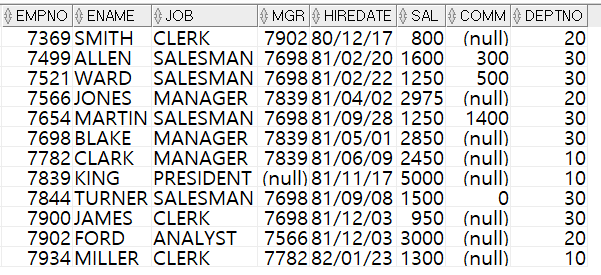 EMPNO ENAME JOB MGR HIREDATE SAL COMM DEPTNO
7369 SMITH CLERK 7902 80/12/17 800 (null) 20
7499 ALLEN SALESMAN 7698 81/02/20 1600 300 30
7521 WARD SALESMAN 7698 81/02/22 1250 500 30
7566 JONES MANAGER 7839 81/04/02 2975 (null) 20
7654 MARTIN SALESMAN 7698 81/09/28 1250 1400 30
7698 BLAKE MANAGER 7839 81/05/01 2850 (null) 30
7782 CLARK MANAGER 7839 81/06/09 2450 (null) 10
7839 KING PRESIDENT (null) 81/11/17 5000 (null) 10
7844 TURNER SALESMAN 7698 81/09/08 1500 0 30
7900 JAMES CLERK 7698 81/12/03 950 (null) 30
7902 FORD ANALYST 7566 81/12/03 3000 (null) 20
7934 MILLER CLERK 7782 82/01/23 1300 (null) 10